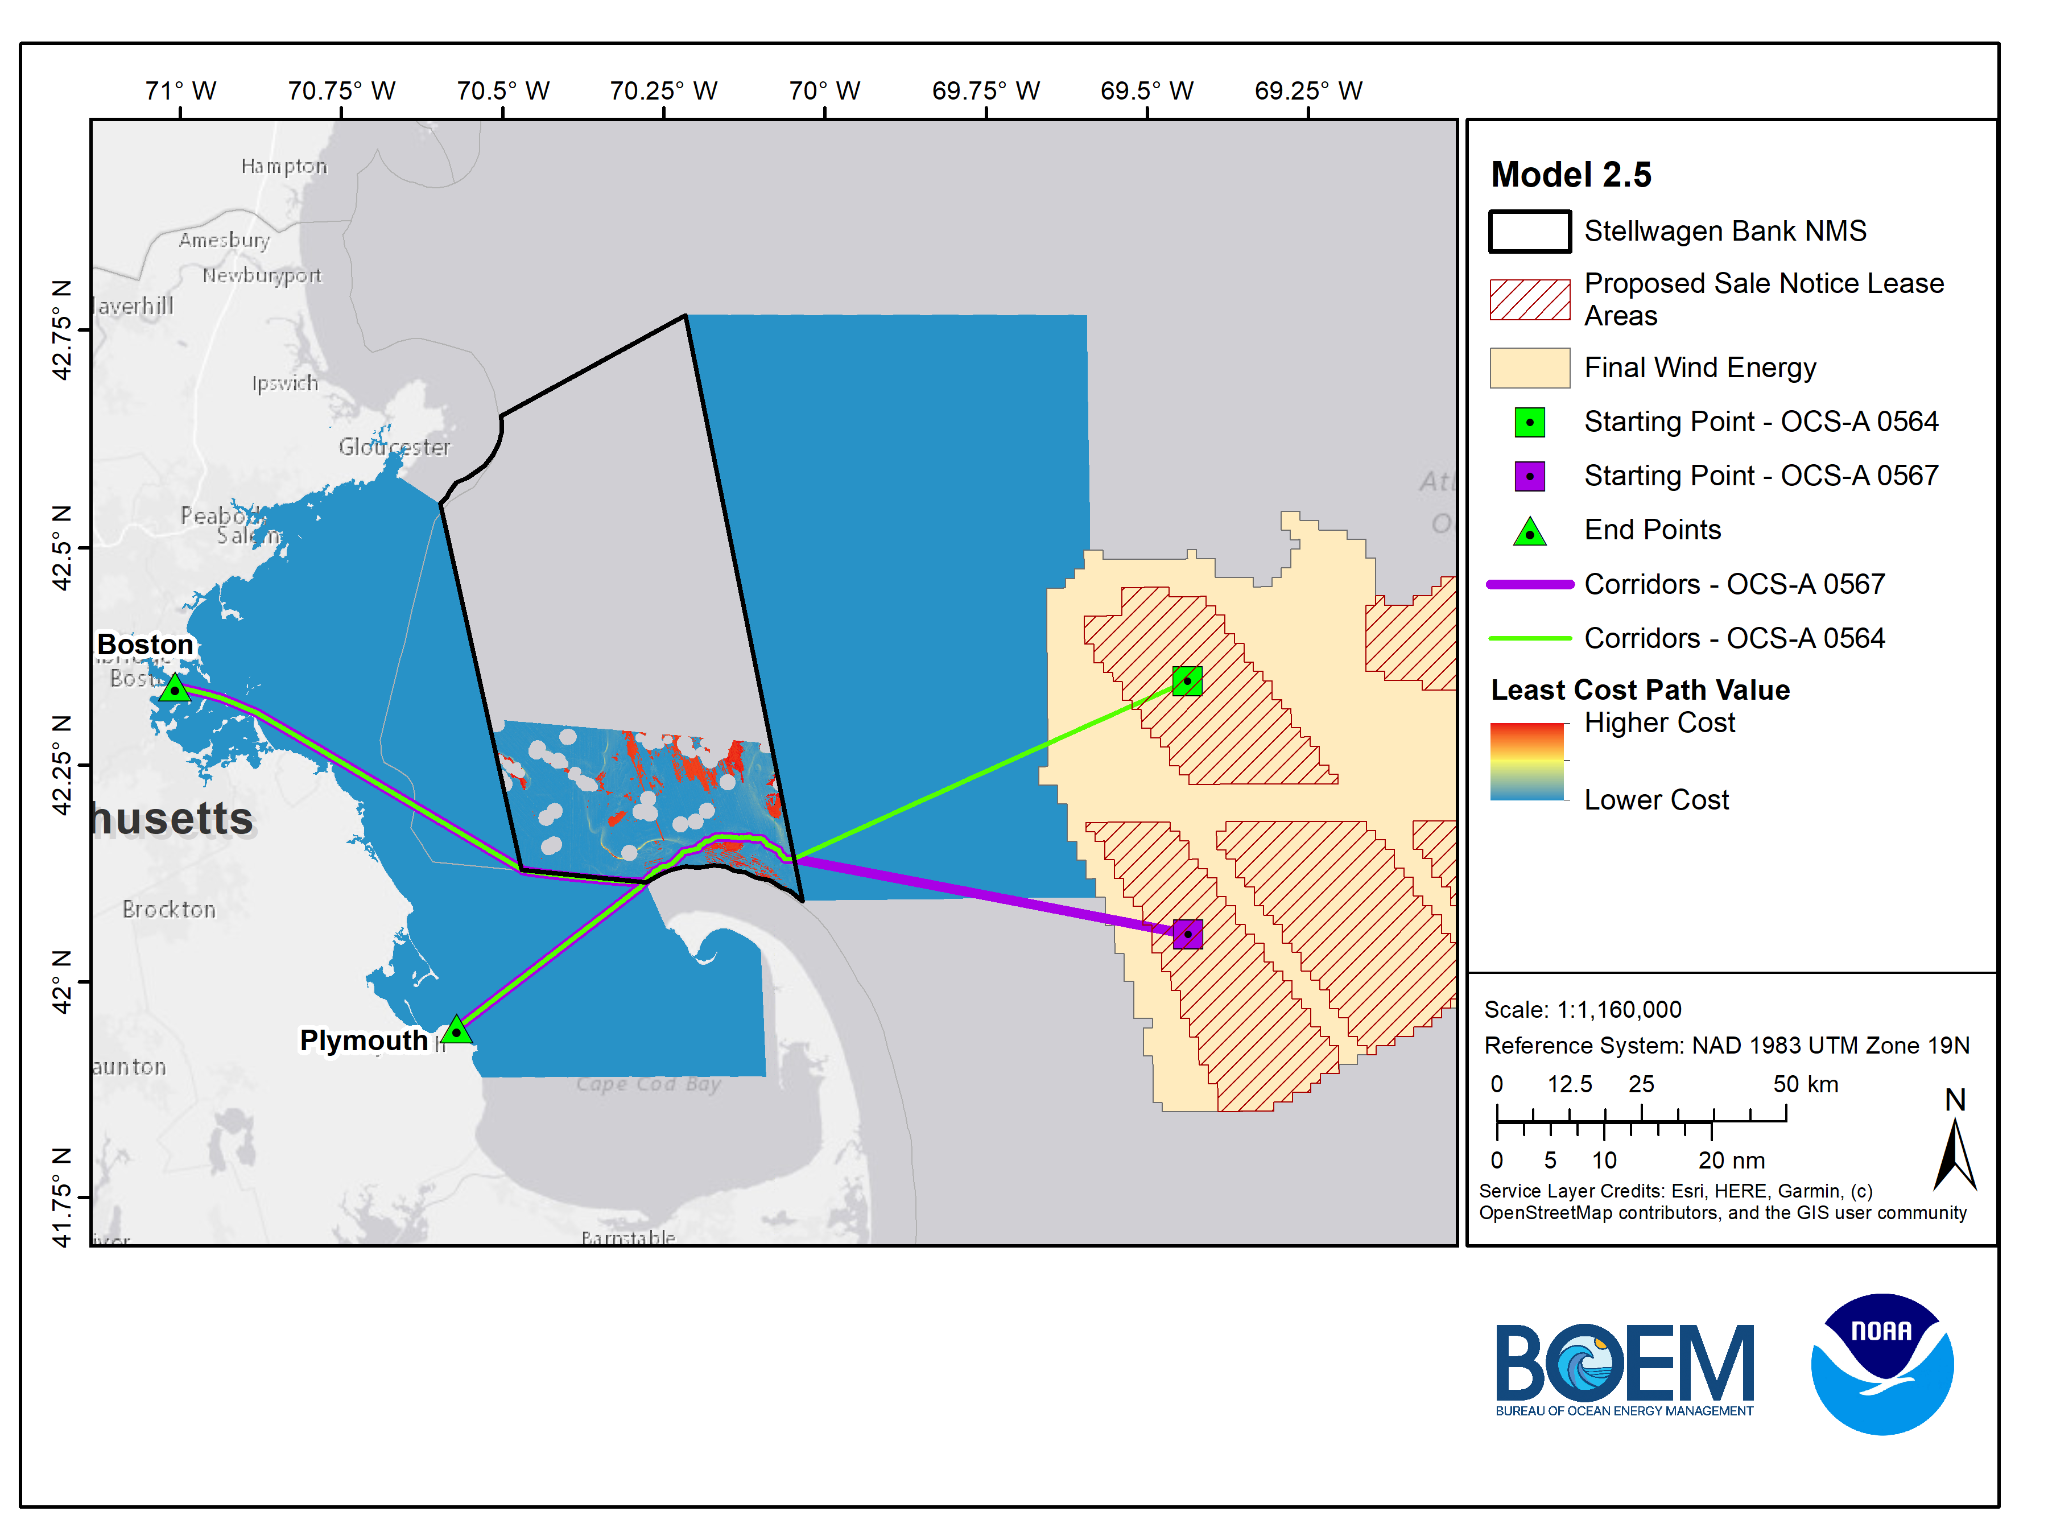 71° W
70.75° W
70.5° W
70.25° W
70° W
69.75° W
69.5° W
69.25° W
42.75° N
42.5° N
42.25° N
42° N
41.75° N
Hampton
Amesbury
Newburyport
laverhill
Ipswich
Gloucester
Salem
Boston
husetts
Brockton
Plymouth
aunton
Cape Cod Bay
Barnstable
Atl
O
Model 2.5
Stellwagen Bank NMS
Proposed Sale Notice Lease
Areas
Final Wind Energy
Starting Point - OCS-A 0564
Starting Point - OCS-A 0567
End Points
Corridors - OCS-A 0567
Corridors - OCS-A 0564
Least Cost Path Value
Higher Cost
Lower Cost
Scale: 1:1,160,000
Reference System: NAD 1983 UTM Zone 19N
0 12.5 25 50 km
0 5 10 20 nm
N
Service Layer Credits: Esri, HERE, Garmin, (c)
OpenStreetMap contributors, and the GIS user community
BOEM
BUREAU OF OCEAN ENERGY MANAGEMENT
NOAA